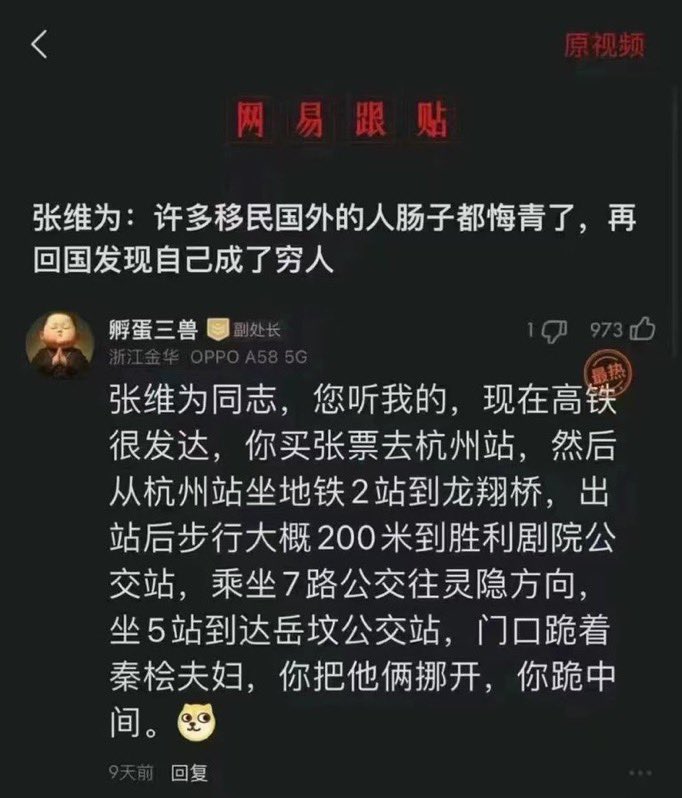 原视频
网易跟贴
张维为：许多移民国外的人肠子都悔青了，再
回国发现自己成了穷人
孵蛋三兽 副处长
1 973
浙江金华 OPPO A58 5G
最热
张维为同志，您听我的，现在高铁
很发达，你买张票去杭州站，然后
从杭州站坐地铁2站到龙翔桥，出
站后步行大概200米到胜利剧院公
交站，乘坐7路公交往灵隐方向，
坐5站到达岳坟公交站，门口跪着
秦桧夫妇，你把他俩挪开，你跪中
间。
9天前 回复